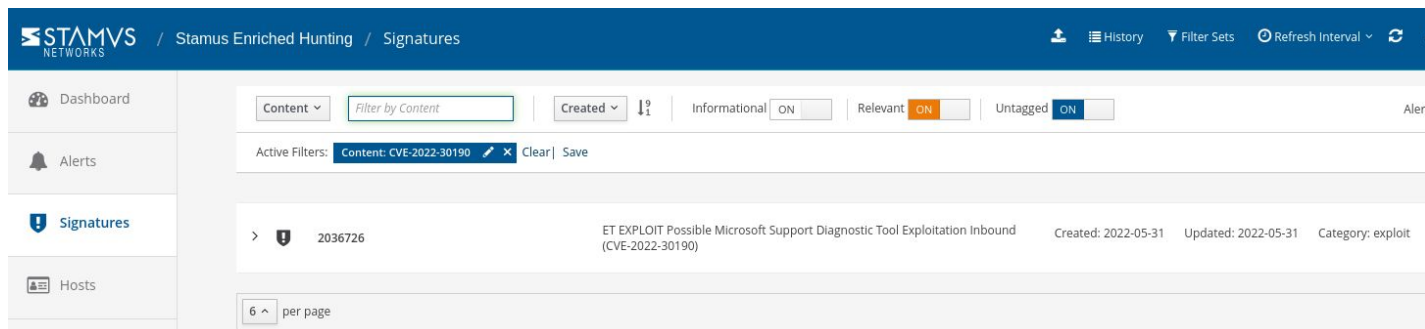 STAMVS NETWORKS / Stamus Enriched Hunting / Signatures
History Filter Sets Refresh Interval
Dashboard
Content Filter by Content Created Informational ON Relevant ON Untagged ON Aler
Active Filters: Content: CVE-2022-30190 Clear| Save
Alerts
Signatures
2036726 ET EXPLOIT Possible Microsoft Support Diagnostic Tool Exploitation Inbound
(CVE-2022-30190)
Created: 2022-05-31 Updated: 2022-05-31 Category: exploit
Hosts
6 per page